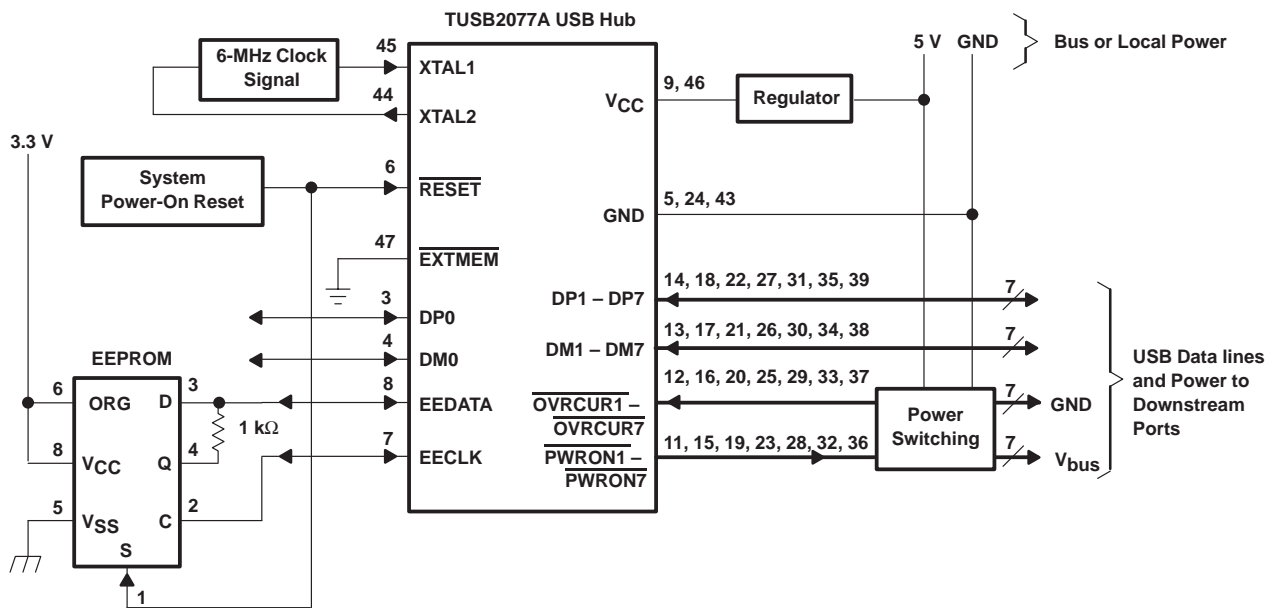 TUSB2077A USB Hub
5 V GND
Bus or Local Power
6-MHz Clock
Signal
45
XTAL1
44
XTAL2
9, 46
VCC
Regulator
3.3 V
System
Power-On Reset
6
RESET
5, 24, 43
GND
47
EXTMEM
14, 18, 22, 27, 31, 35, 39
DP1 – DP7
7
3
DP0
13, 17, 21, 26, 30, 34, 38
DM1 – DM7
7
4
DM0
USB Data lines
and Power to
Downstream
Ports
EEPROM
6
ORG
D
3
8
EEDATA
12, 16, 20, 25, 29, 33, 37
OVRCUR1 –
OVRCUR7
Power
Switching
7
GND
1 kΩ
8
VCC
Q
4
7
EECLK
11, 15, 19, 23, 28, 32, 36
PWRON1 –
PWRON7
7
Vbus
5
VSS
C
2
S
1